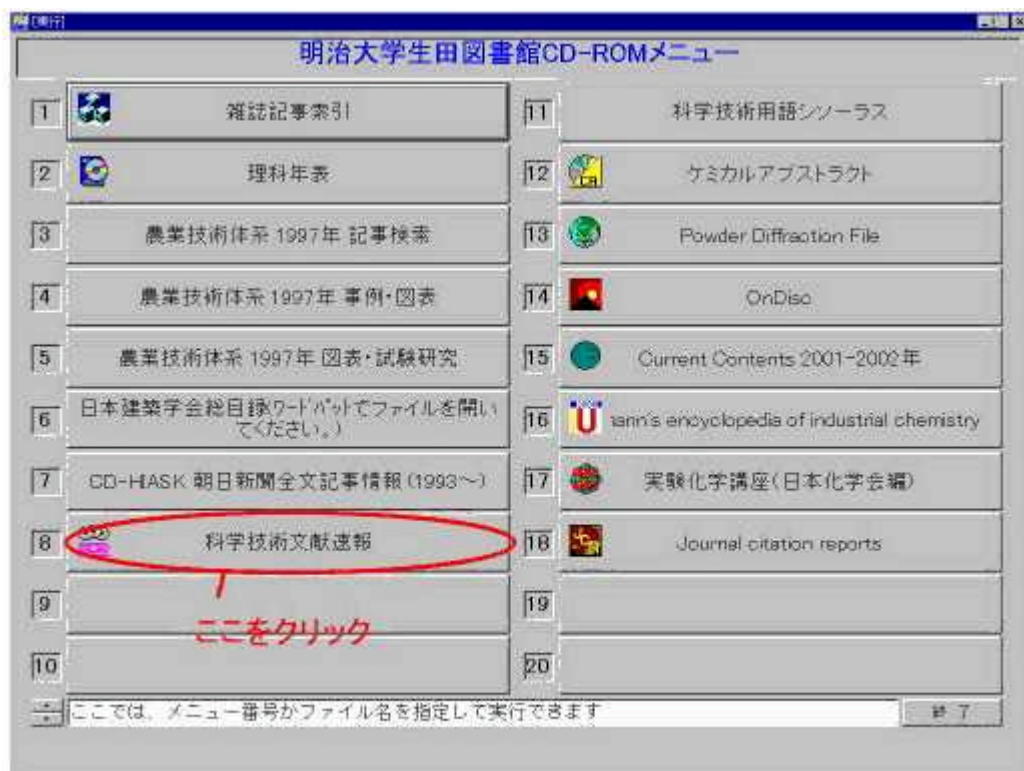 [実行]
明治大学生田図書館CD-ROMメニュー
1 雑誌記事索引
2 理科年表
3 農業技術体系 1997年 記事検索
4 農業技術体系 1997年 事例・図表
5 農業技術体系 1997年 図表・試験研究
6 日本建築学会総目録(ワードパットでファイルを開い
てください。)
7 CD-HIASK 朝日新聞全文記事情報 (1993～)
8 科学技術文献速報
9
ここをクリック
10
11 科学技術用語シソーラス
12 ケミカルアブストラクト
13 Powder Diffraction File
14 OnDisc
15 Current Contents 2001-2002年
16 ann's encyclopedia of industrial chemistry
17 実験化学講座(日本化学会編)
18 Journal citation reports
19
20
ここでは、メニュー番号かファイル名を指定して実行できます
終了